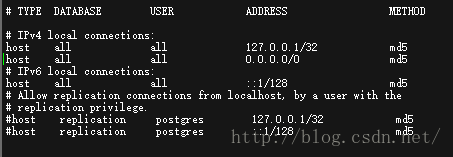 # TYPE DATABASE USER ADDRESS METHOD
# IPv4 local connections:
host all all 127.0.0.1/32 md5
host all all 0.0.0.0/0 md5
# IPv6 local connections:
host all all ::1/128 md5
# Allow replication connections from localhost, by a user with the
# replication privilege.
#host replication postgres 127.0.0.1/32 md5
#host replication postgres ::1/128 md5
http://blog.csdn.net/